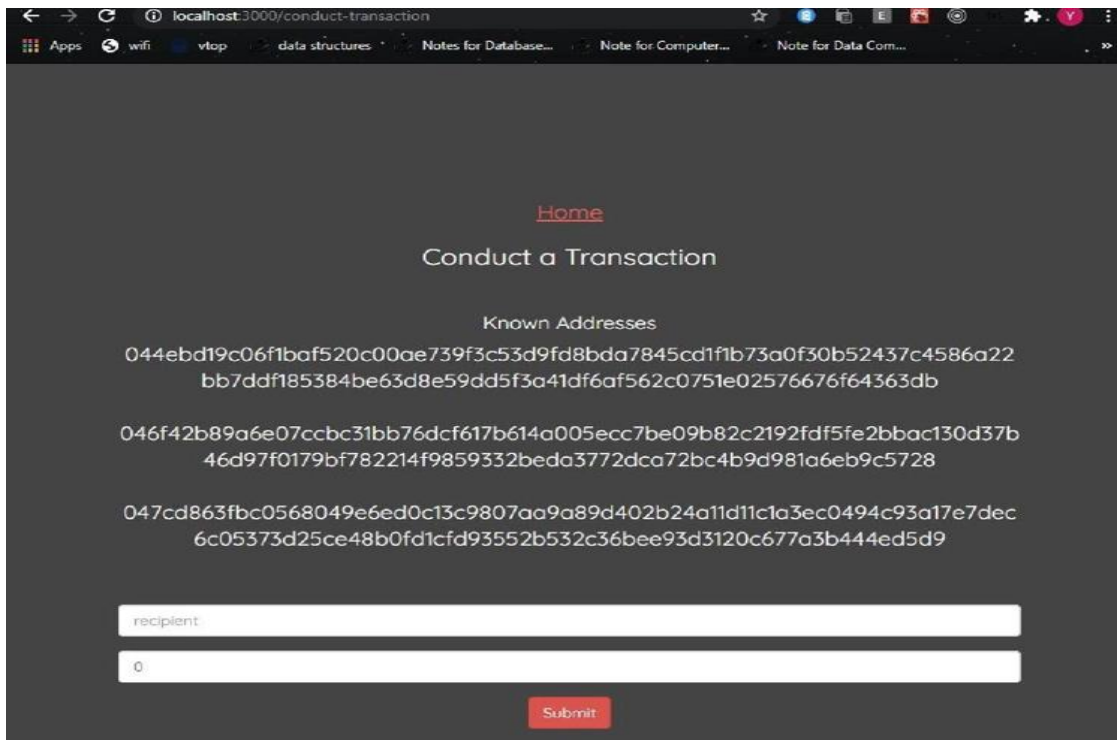 localhost:3000/conduct-transaction
Apps wifi vtop data structures Notes for Database... Note for Computer... Note for Data Com... »
Home
Conduct a Transaction
Known Addresses
044ebd19c06f1baf520c00ae739f3c53d9fd8bda7845cd1f1b73a0f30b52437c4586a22
bb7ddf185384be63d8e59dd5f3a41df6af562c0751e02576676f64363db
046f42b89a6e07ccbc31bb76dcf617b614a005ecc7be09b82c2192fdf5fe2bbac130d37b
46d97f0179bf782214f9859332beda3772dca72bc4b9d981a6eb9c5728
047cd863fbc0568049e6ed0c13c9807aa9a89d402b24a11d11c1a3ec0494c93a17e7dec
6c05373d25ce48b0fd1cfd93552b532c36bee93d3120c677a3b444ed5d9
recipient
0
Submit